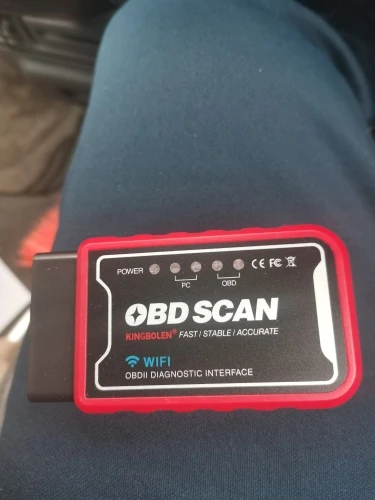 POWER
PC OBD
CE FC
OBD SCAN
KINGBOLEN® FAST / STABLE / ACCURATE
WIFI
OBDII DIAGNOSTIC INTERFACE